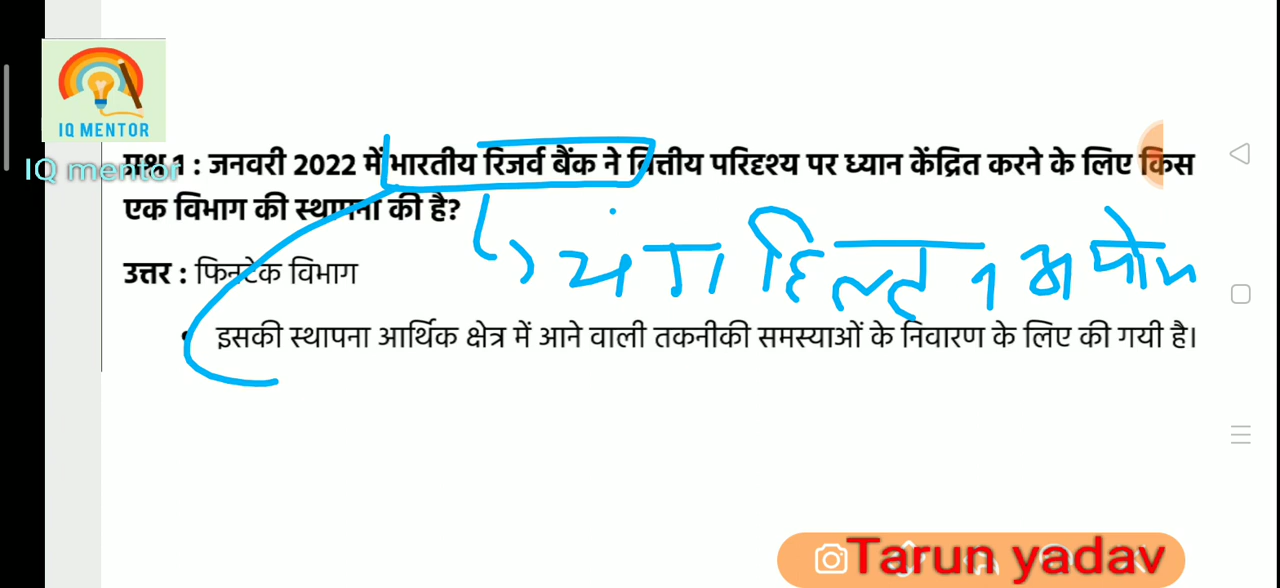 IQ MENTOR
IQ mentor
प्रश्न 1 : जनवरी 2022 में भारतीय रिजर्व बैंक ने वित्तीय परिदृश्य पर ध्यान केंद्रित करने के लिए किस
एक विभाग की स्थापना की है?
यंग हिल्टन
उत्तर : फिनटेक विभाग
• इसकी स्थापना आर्थिक क्षेत्र में आने वाली तकनीकी समस्याओं के निवारण के लिए की गयी है।
Tarun yadav